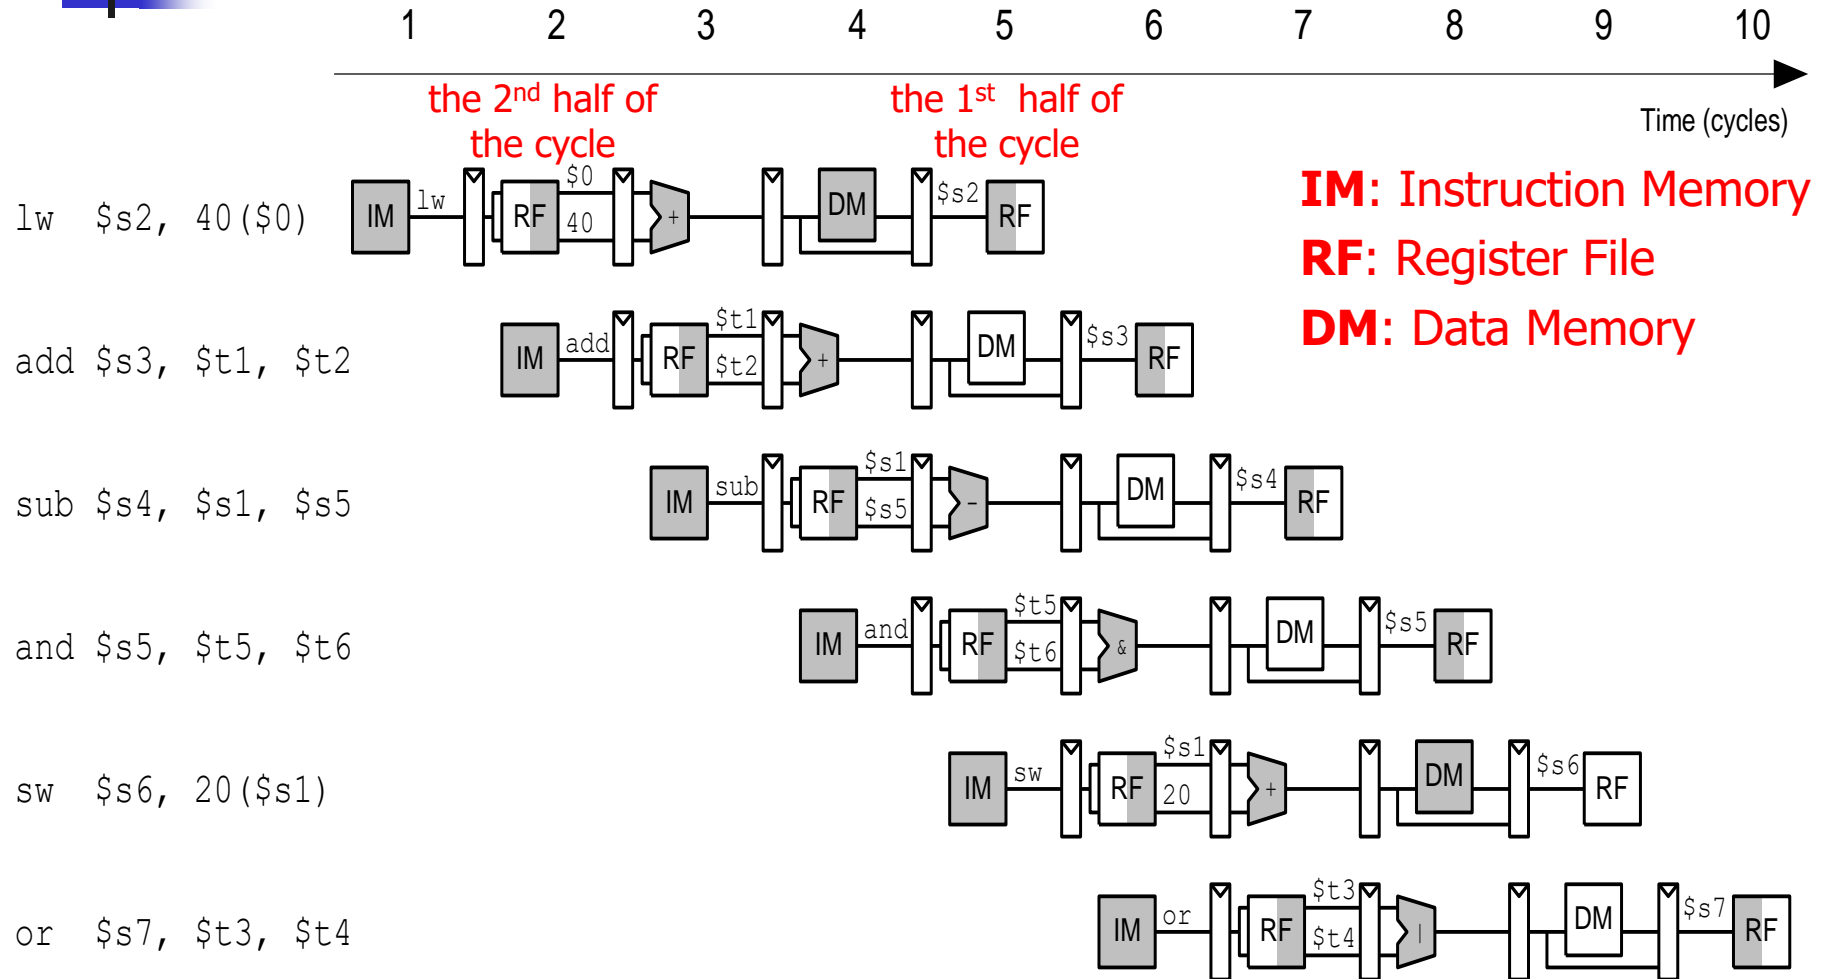 1 2 3 4 5 6 7 8 9 10
the 2nd half of
the cycle
the 1st half of
the cycle
Time (cycles)
IM: Instruction Memory
RF: Register File
DM: Data Memory
lw $s2, 40($0) IM lw RF $0 40 + DM $s2 RF
add $s3, $t1, $t2 IM add RF $t1 $t2 + DM $s3 RF
sub $s4, $s1, $s5 IM sub RF $s1 $s5 - DM $s4 RF
and $s5, $t5, $t6 IM and RF $t5 $t6 & DM $s5 RF
sw $s6, 20($s1) IM sw RF $s1 20 + DM $s6 RF
or $s7, $t3, $t4 IM or RF $t3 $t4 | DM $s7 RF